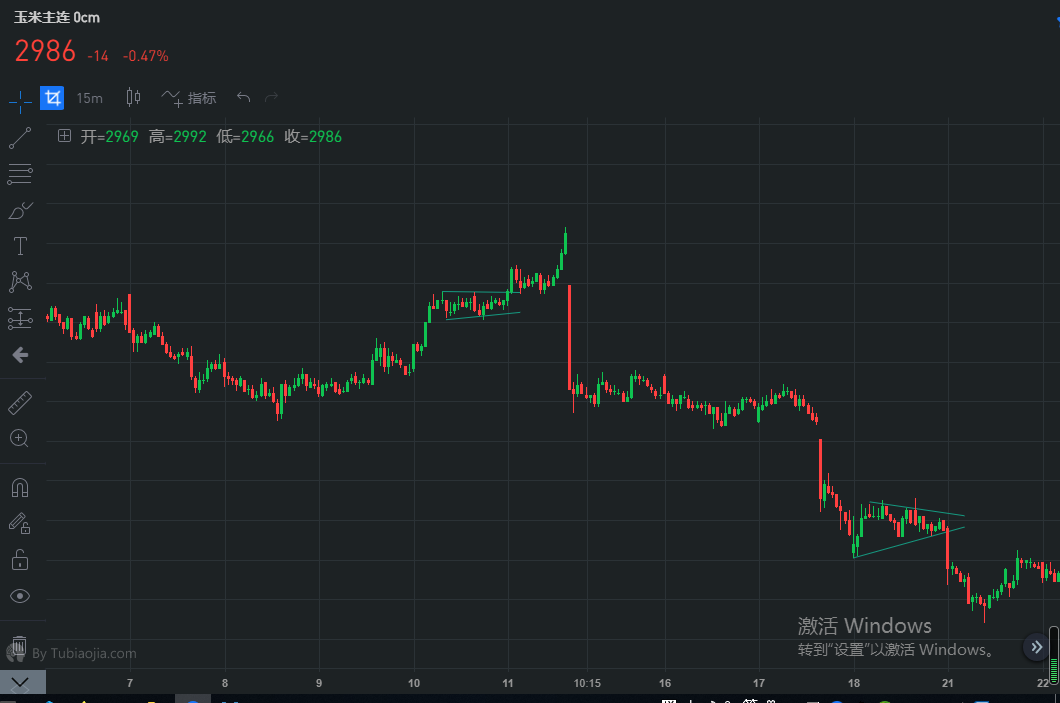 玉米主连 0cm
2986 -14 -0.47%
15m 指标
开=2969 高=2992 低=2966 收=2986
T
激活 Windows
转到"设置"以激活 Windows。
By Tubiaojia.com
7 8 9 10 11 10:15 16 17 18 21 22